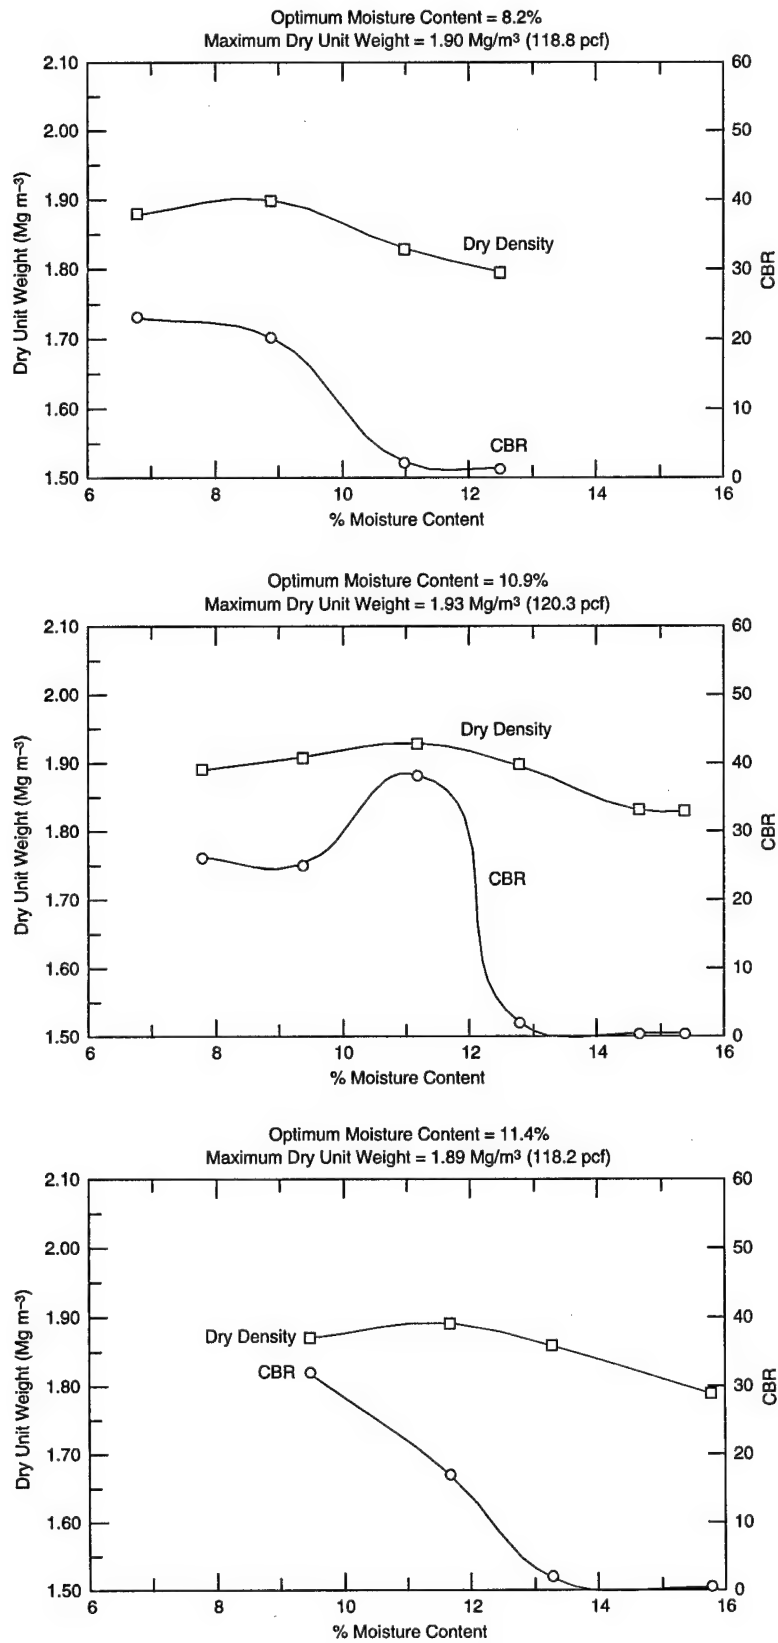 Optimum Moisture Content = 8.2%
Maximum Dry Unit Weight = 1.90 Mg/m³ (118.8 pcf)
2.10
2.00
1.90
1.80
1.70
1.60
1.50
Dry Unit Weight (Mg m⁻³)
Dry Density
CBR
60
50
40
30
20
10
0
CBR
6 8 10 12 14 16
% Moisture Content
Optimum Moisture Content = 10.9%
Maximum Dry Unit Weight = 1.93 Mg/m³ (120.3 pcf)
2.10
2.00
1.90
1.80
1.70
1.60
1.50
Dry Unit Weight (Mg m⁻³)
Dry Density
CBR
60
50
40
30
20
10
0
CBR
6 8 10 12 14 16
% Moisture Content
Optimum Moisture Content = 11.4%
Maximum Dry Unit Weight = 1.89 Mg/m³ (118.2 pcf)
2.10
2.00
1.90
1.80
1.70
1.60
1.50
Dry Unit Weight (Mg m⁻³)
Dry Density
CBR
60
50
40
30
20
10
0
CBR
6 8 10 12 14 16
% Moisture Content